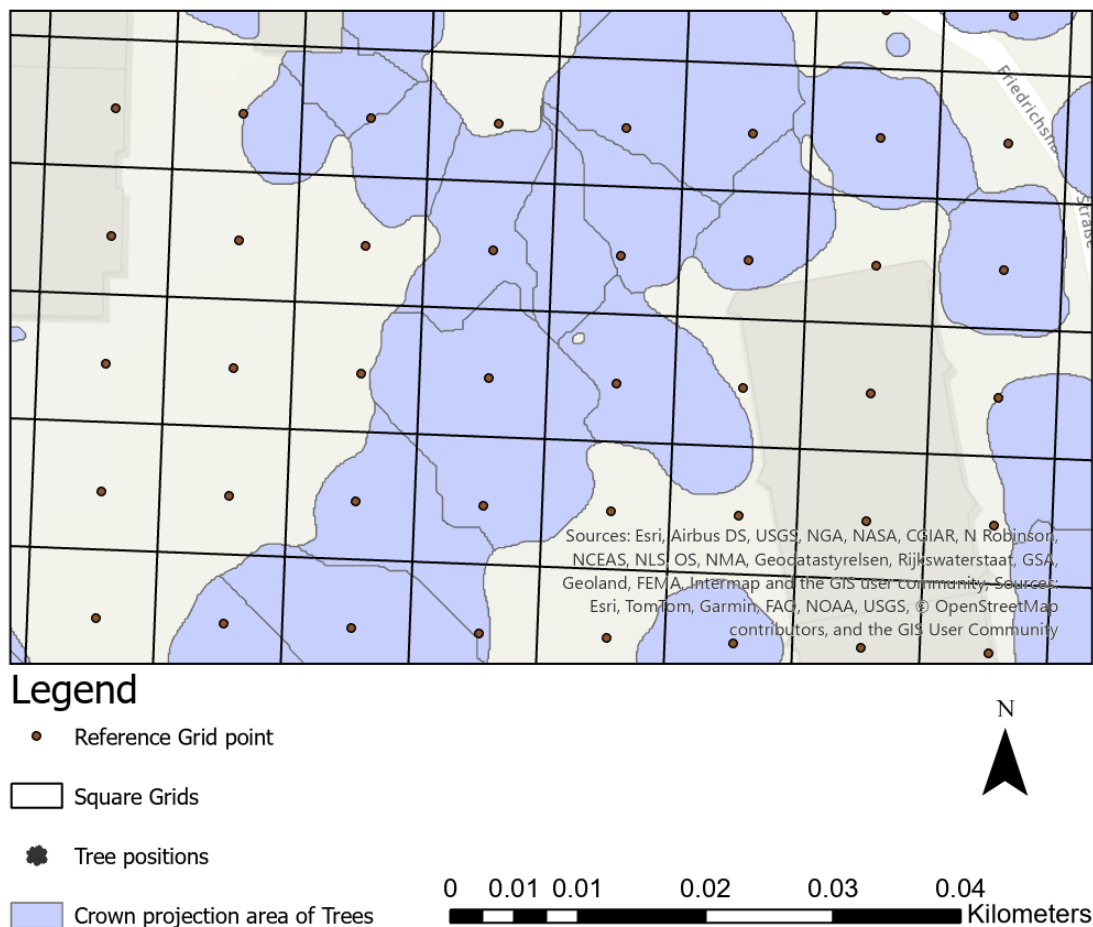 Friedrichsha
Straße
Sources: Esri, Airbus DS, USGS, NGA, NASA, CGIAR, N Robinson,
NCEAS, NLS, OS, NMA, Geodatastyrelsen, Rijkswaterstaat, GSA,
Geoland, FEMA, Intermap and the GIS user community, Sources:
Esri, TomTom, Garmin, FAO, NOAA, USGS, © OpenStreetMap
contributors, and the GIS User Community
Legend
Reference Grid point
Square Grids
Tree positions
Crown projection area of Trees
N
0 0.01 0.01 0.02 0.03 0.04
Kilometers